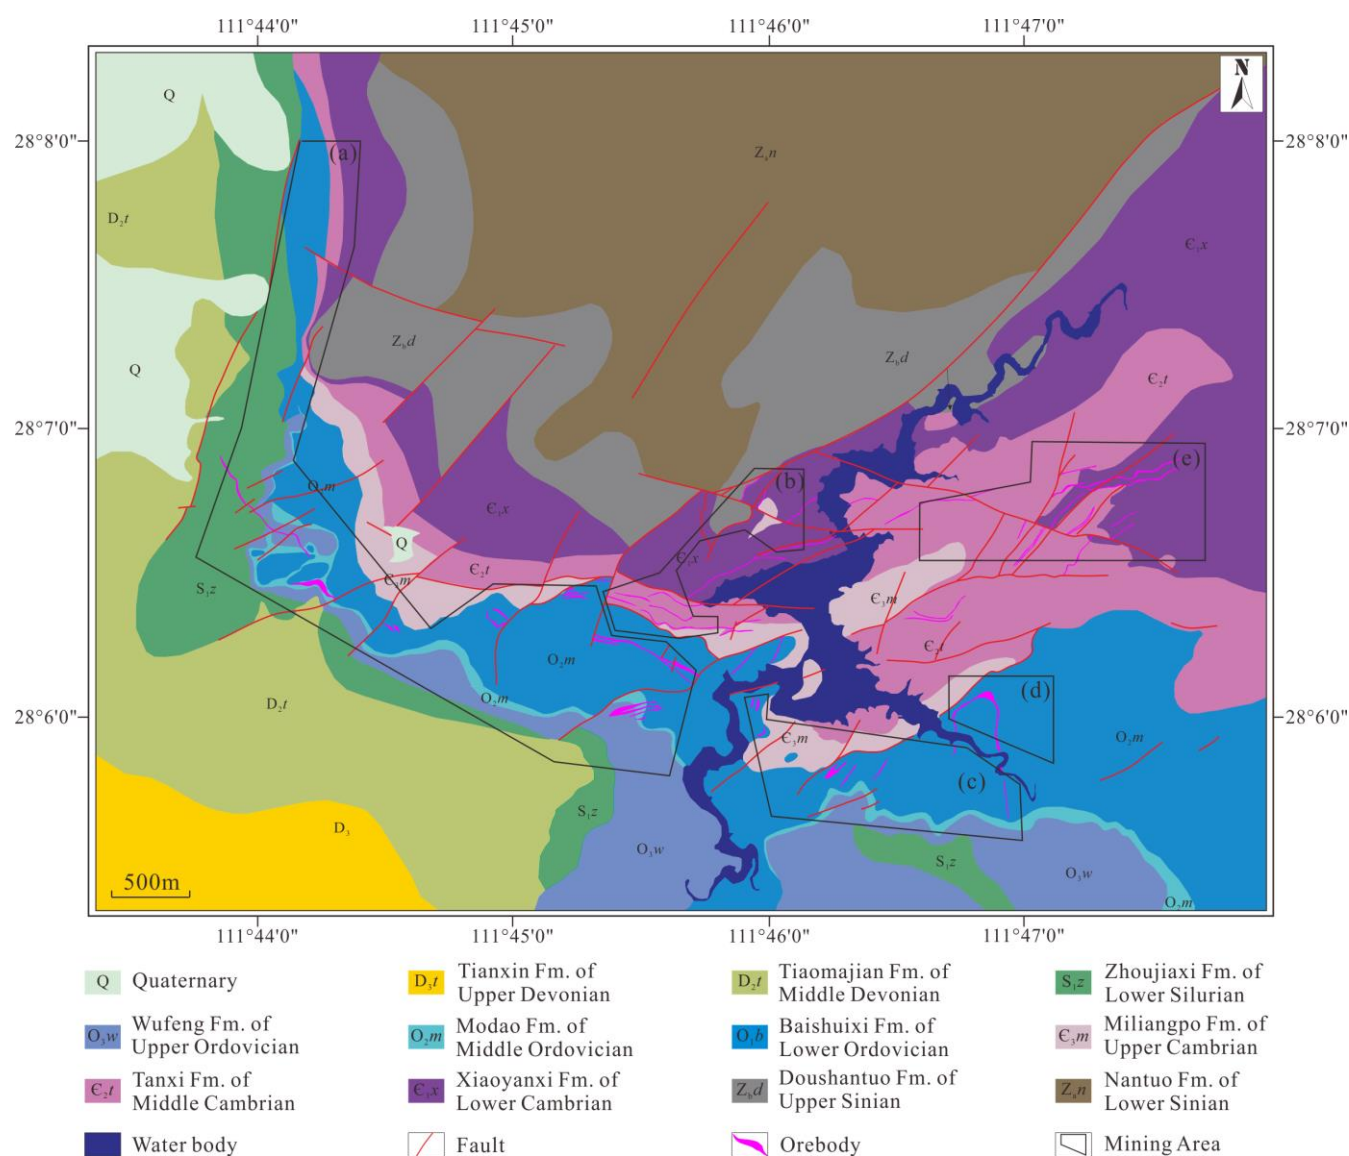 111°44'0" 111°45'0" 111°46'0" 111°47'0"
N
Q
28°8'0" (a) Zₐn 28°8'0"
D₂t
Є₁x
Z_bd Z_bd
Q Є₂t
28°7'0" 28°7'0"
(b) (e)
O₂m
Є₁x
Q
Є₁x
Є₃m Є₂t
S₁z Є₃m
O₂m Є₂t
O₂m (d)
D₂t
28°6'0" 28°6'0"
Є₃m O₂m
(c)
S₁z
D₃
O₃w
S₁z O₃w
500m
O₂m
111°44'0" 111°45'0" 111°46'0" 111°47'0"
Q Quaternary
D₃t Tianxin Fm. of
Upper Devonian
D₂t Tiaomajian Fm. of
Middle Devonian
S₁z Zhoujiaxi Fm. of
Lower Silurian
O₃w Wufeng Fm. of
Upper Ordovician
O₂m Modao Fm. of
Middle Ordovician
O₁b Baishuixi Fm. of
Lower Ordovician
Є₃m Miliangpo Fm. of
Upper Cambrian
Є₂t Tanxi Fm. of
Middle Cambrian
Є₁x Xiaoyanxi Fm. of
Lower Cambrian
Z_bd Doushantuo Fm. of
Upper Sinian
Zₐn Nantuo Fm. of
Lower Sinian
Water body
Fault
Orebody
Mining Area